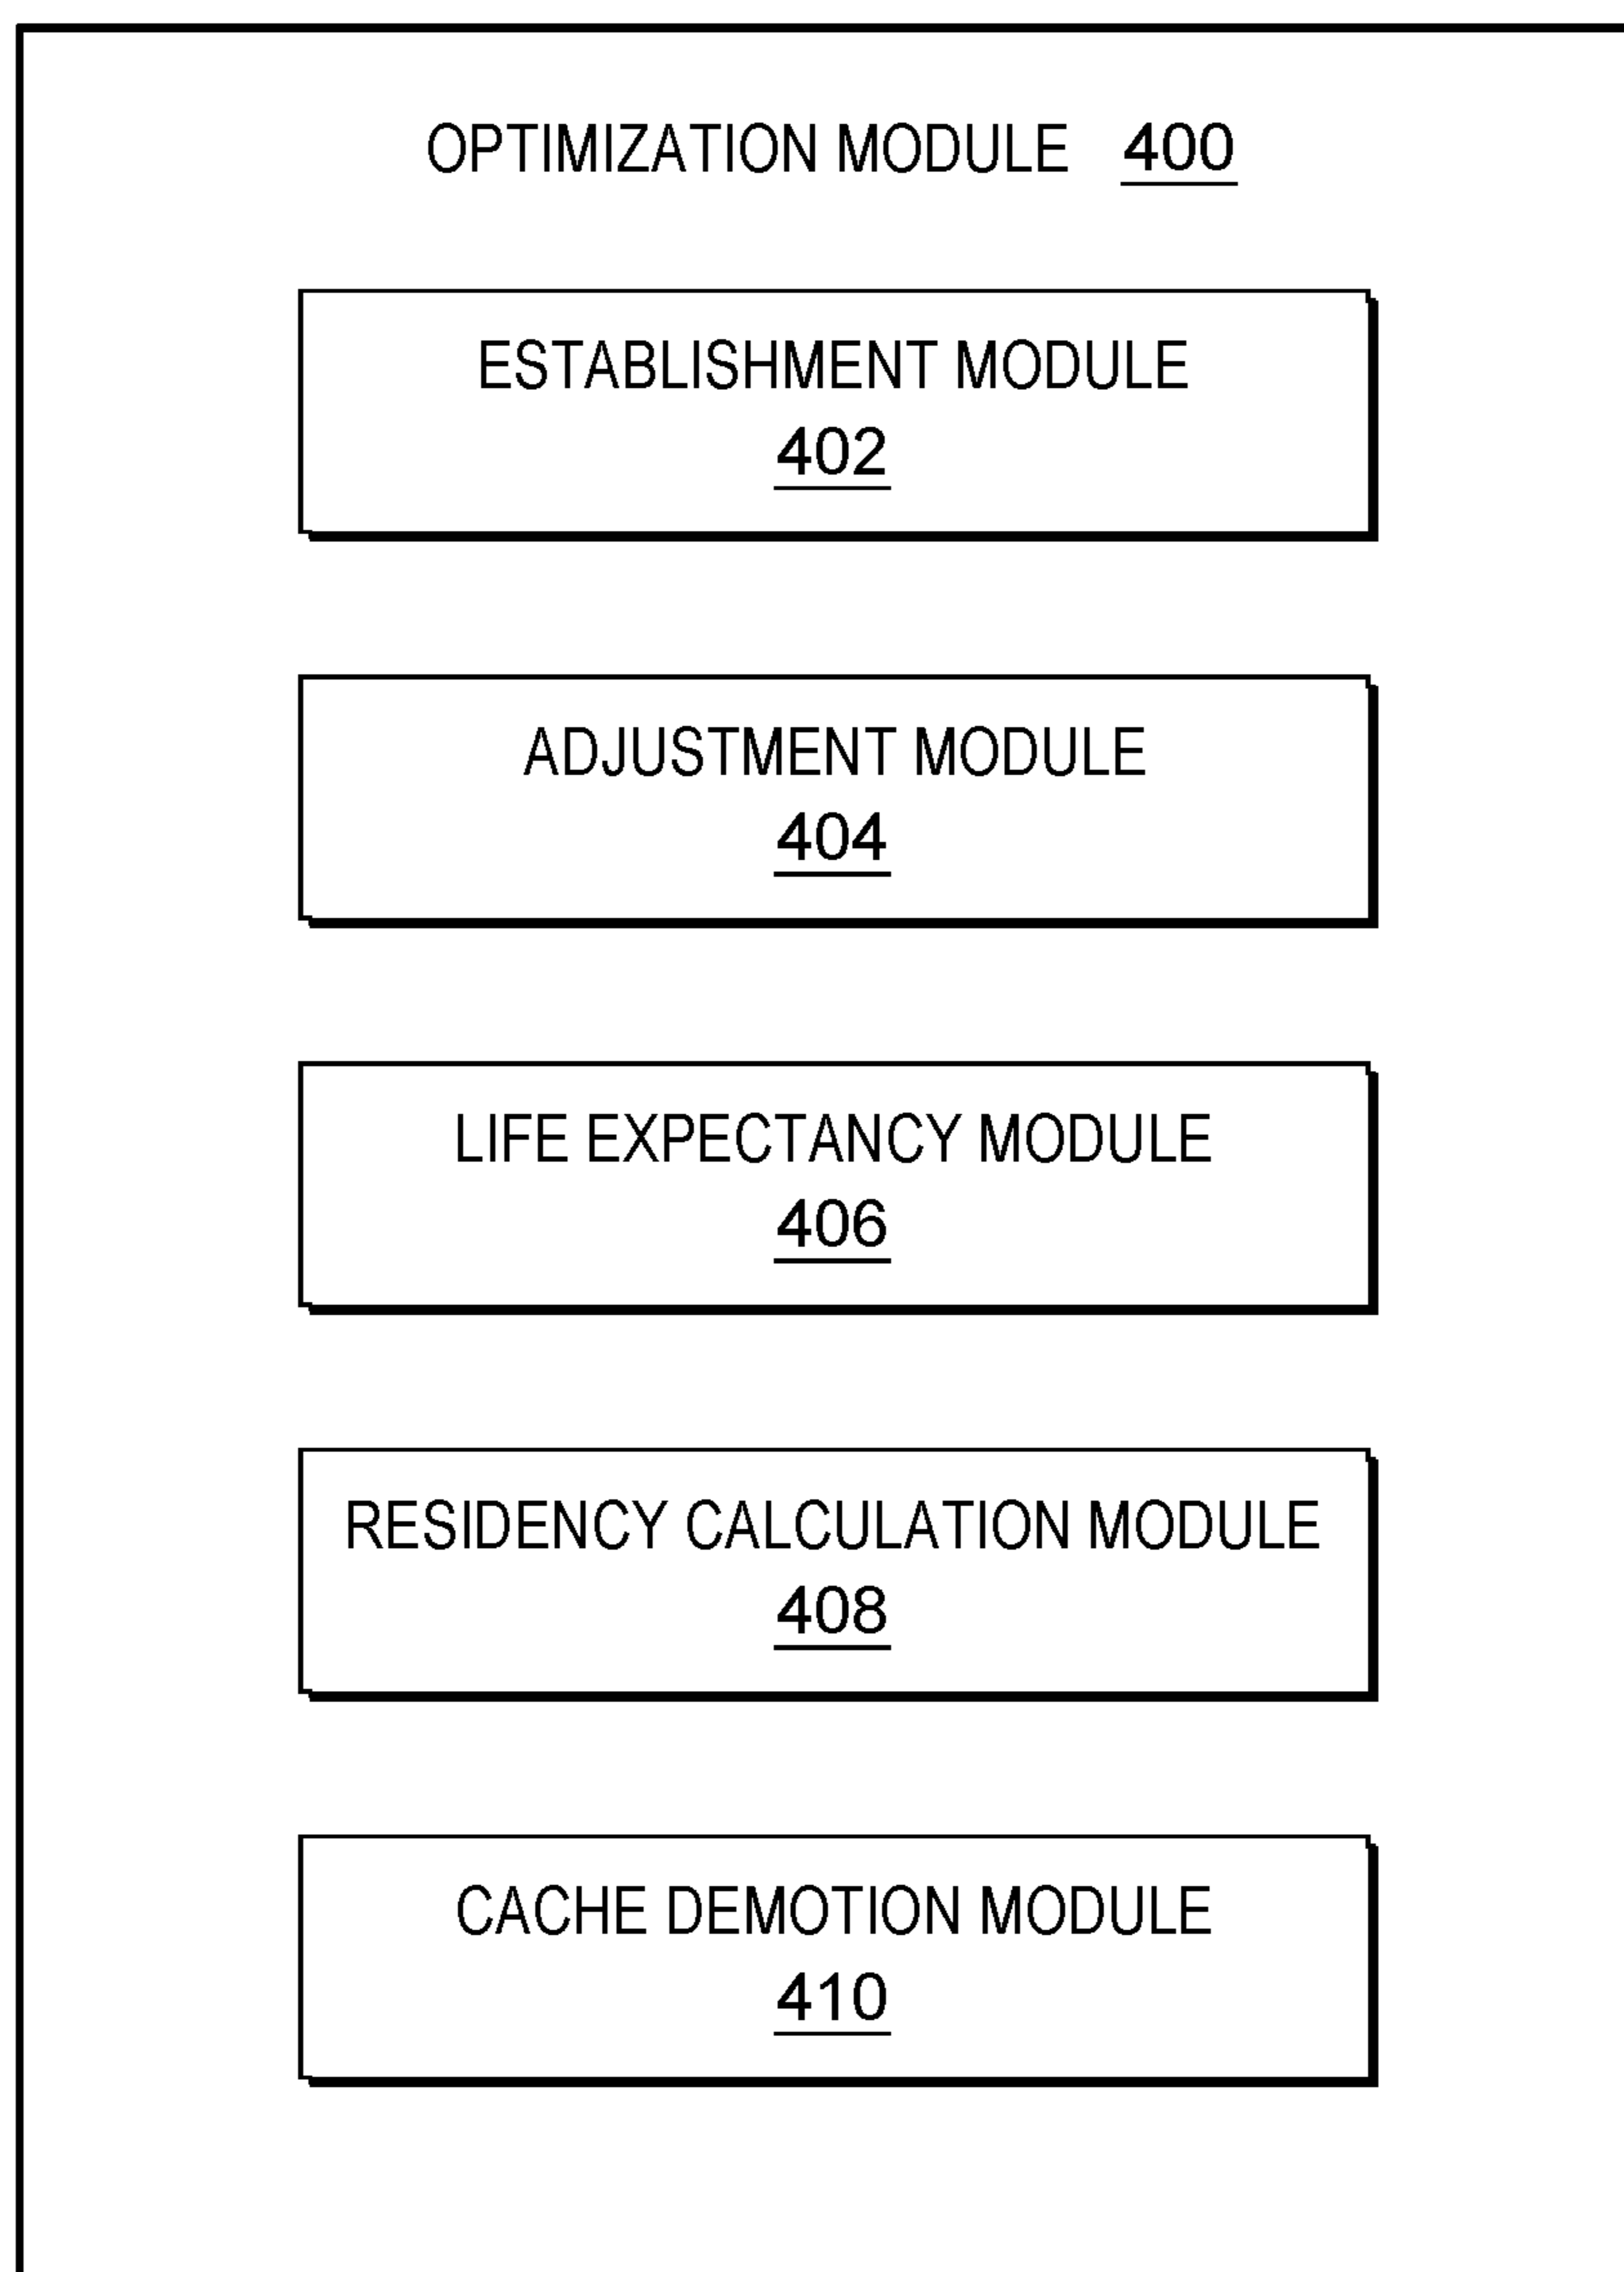 OPTIMIZATION MODULE 400
ESTABLISHMENT MODULE
402
ADJUSTMENT MODULE
404
LIFE EXPECTANCY MODULE
406
RESIDENCY CALCULATION MODULE
408
CACHE DEMOTION MODULE
410